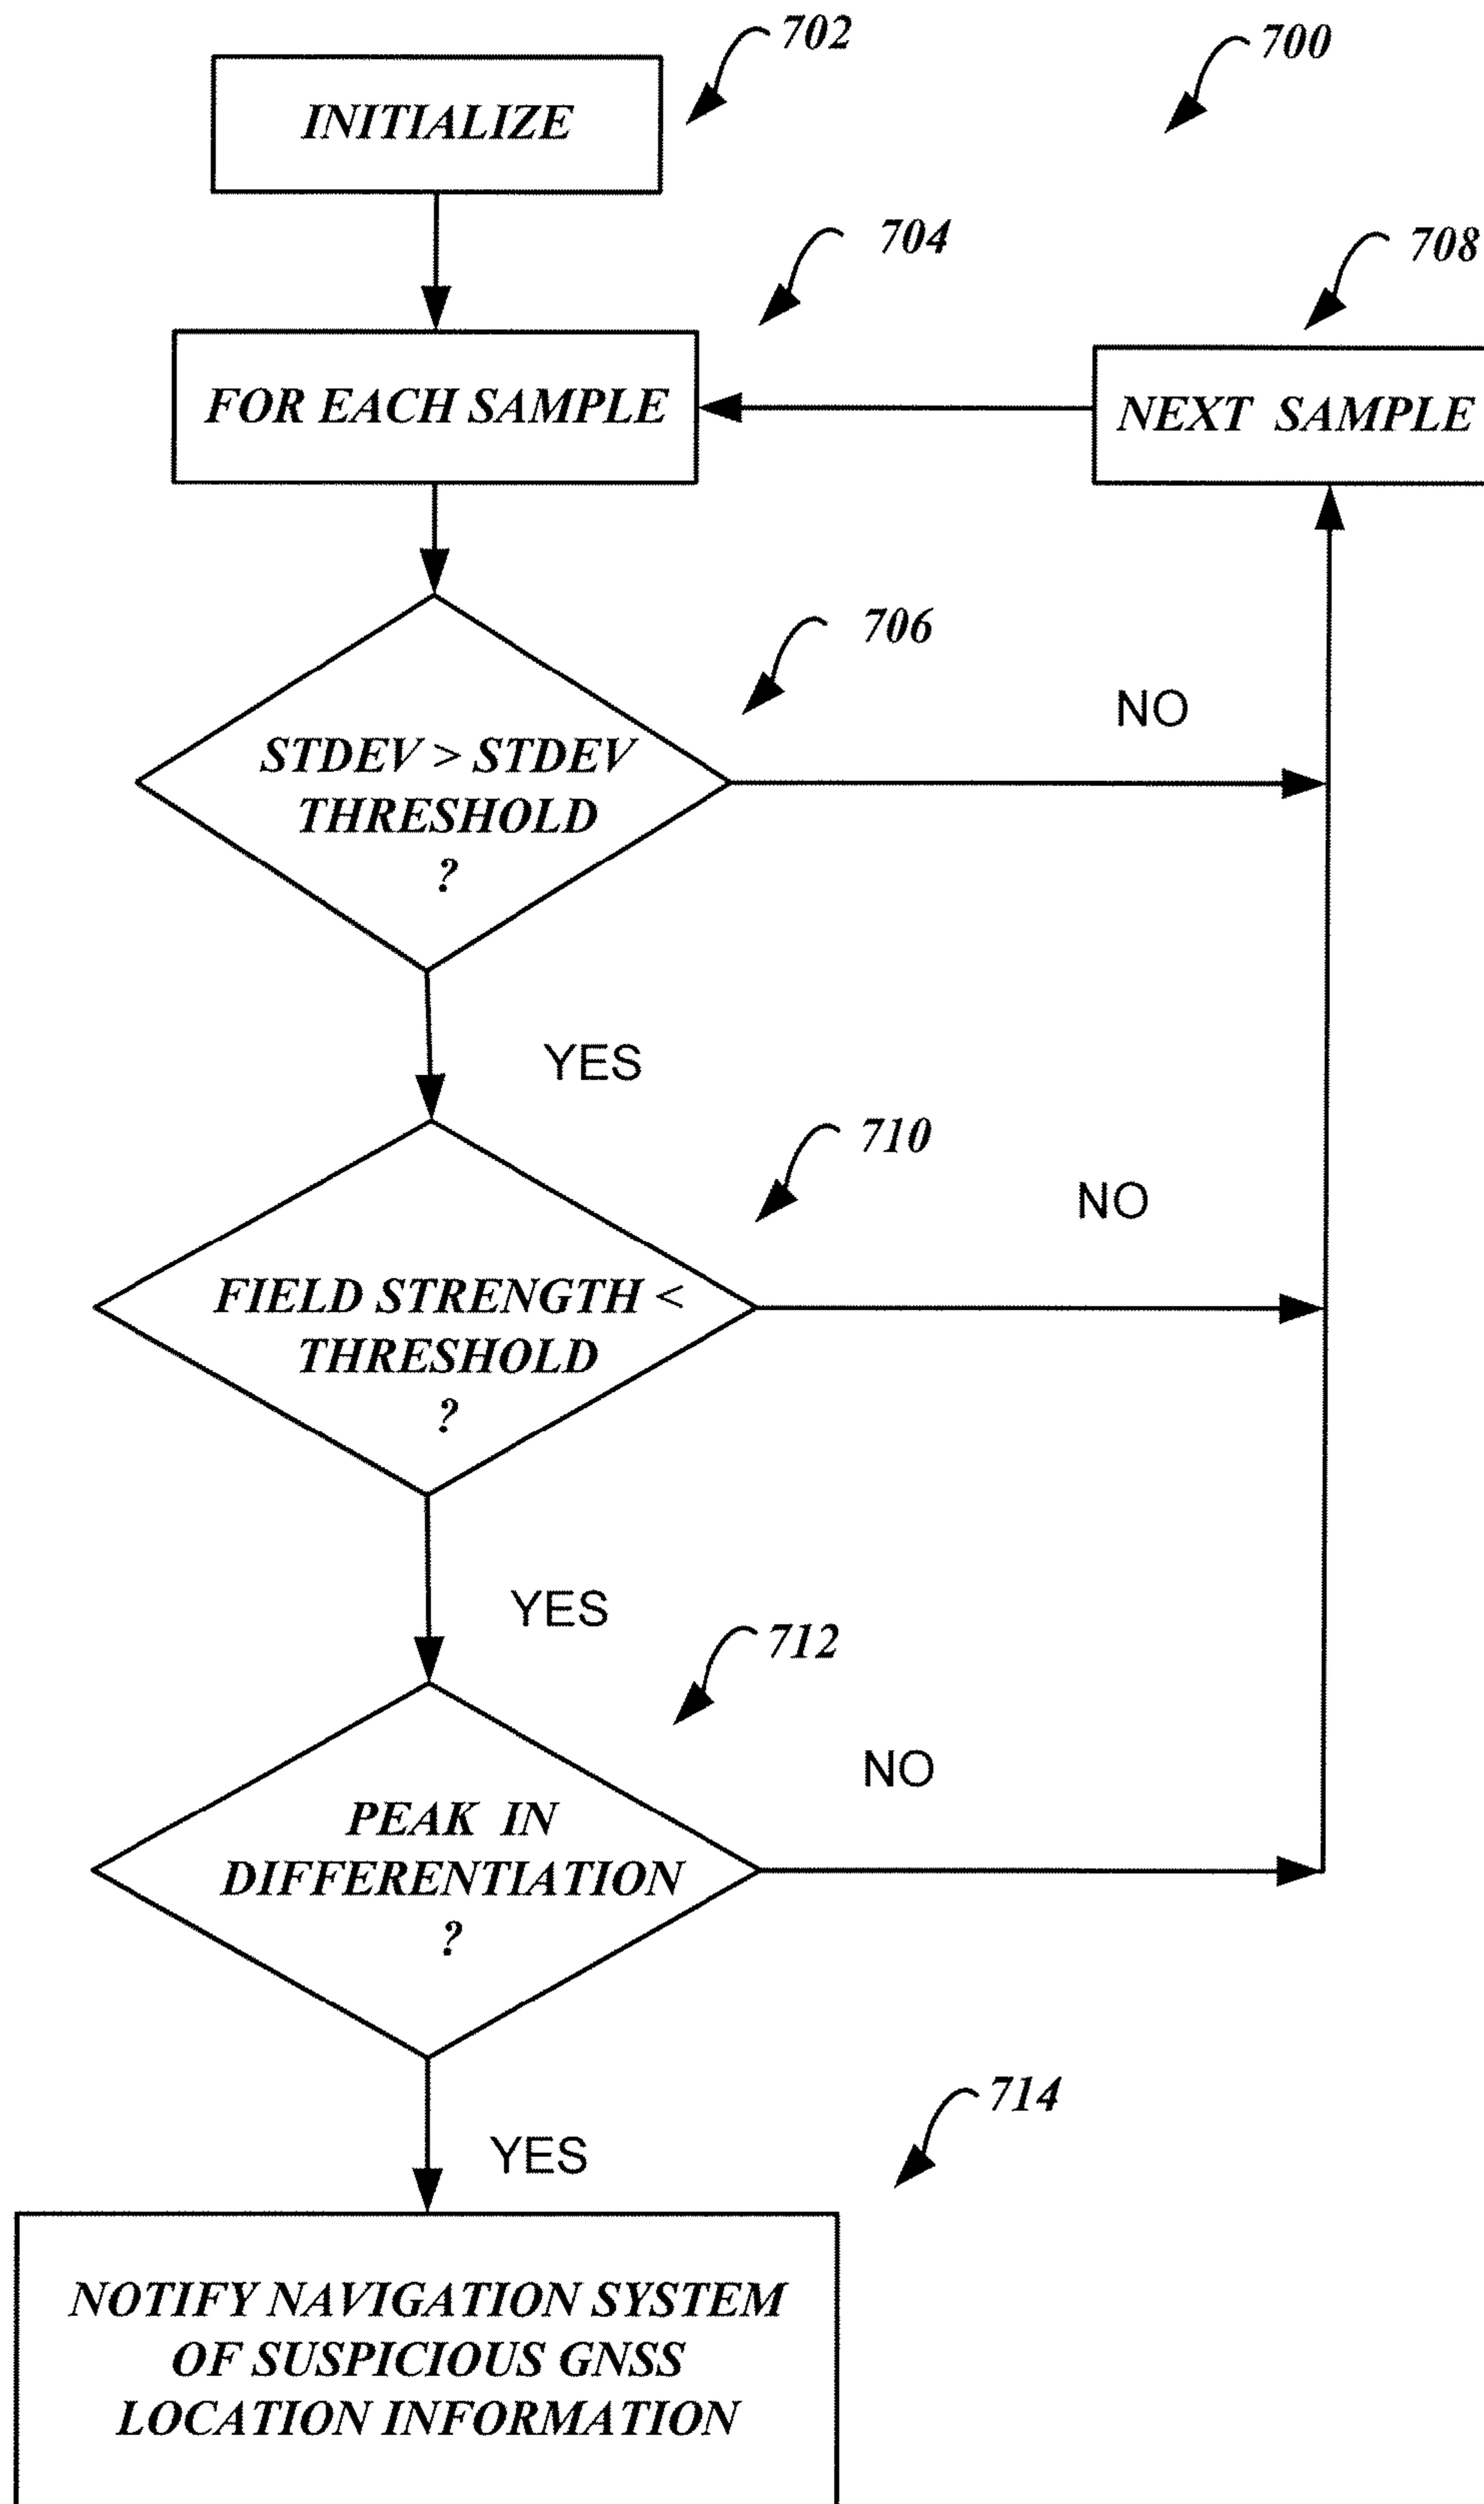 702
700
INITIALIZE
704
708
FOR EACH SAMPLE
NEXT SAMPLE
706
NO
STDEV > STDEV
THRESHOLD
?
YES
710
NO
FIELD STRENGTH <
THRESHOLD
?
YES
712
NO
PEAK IN
DIFFERENTIATION
?
714
YES
NOTIFY NAVIGATION SYSTEM
OF SUSPICIOUS GNSS
LOCATION INFORMATION